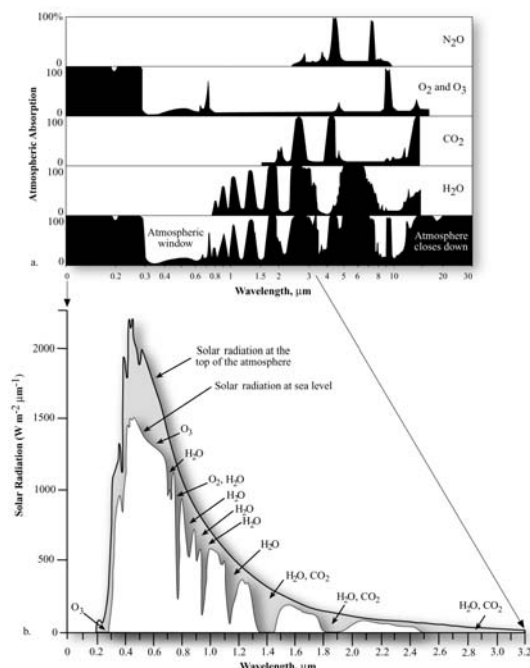 100%
N₂O
0
100
O₂ and O₃
0
100
CO₂
0
100
H₂O
0
100
Atmospheric window
Atmosphere closes down
0
Atmospheric Absorption
a.
0 0.2 0.3 0.4 0.6 0.8 1 1.5 2 3 4 5 6 8 10 20 30
Wavelength, μm
2000
1500
1000
500
0
Solar Radiation (W m⁻² μm⁻¹)
Solar radiation at the
top of the atmosphere
Solar radiation at sea level
O₃
H₂O
O₂, H₂O
H₂O
H₂O
H₂O
H₂O
H₂O, CO₂
H₂O, CO₂
H₂O, CO₂
O₃
b.
0 0.2 0.4 0.6 0.8 1.0 1.2 1.4 1.6 1.8 2.0 2.2 2.4 2.6 2.8 3.0 3.2
Wavelength, μm